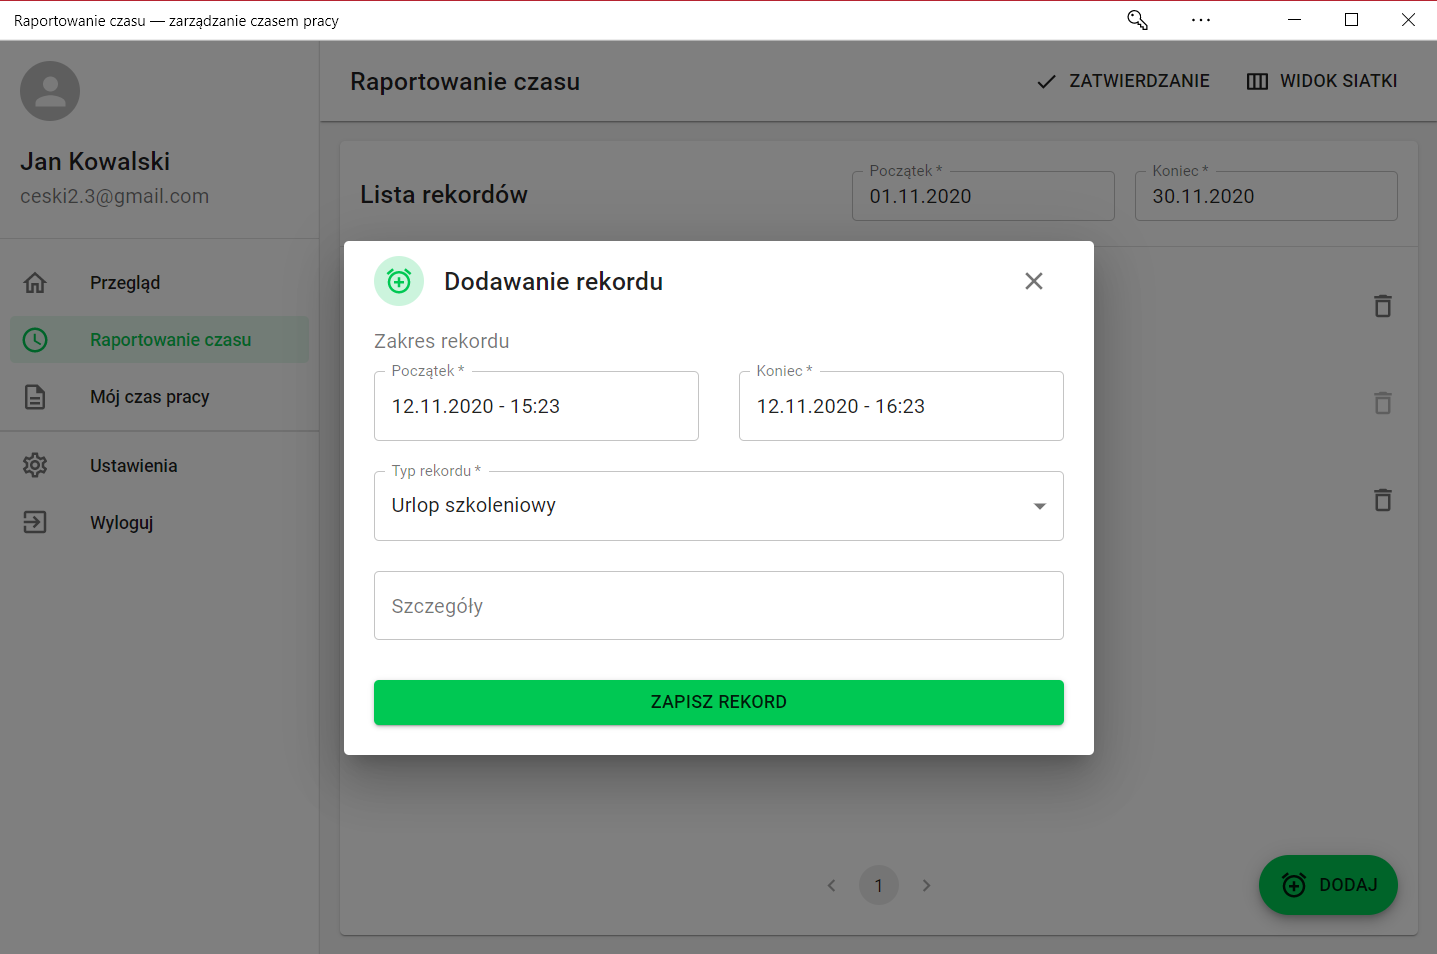 Raportowanie czasu — zarządzanie czasem pracy
Jan Kowalski
ceski2.3@gmail.com
Przegląd
Raportowanie czasu
Mój czas pracy
Ustawienia
Wyloguj
Raportowanie czasu
ZATWIERDZANIE
WIDOK SIATKI
Lista rekordów
Początek *
01.11.2020
Koniec *
30.11.2020
Dodawanie rekordu
Zakres rekordu
Początek *
12.11.2020 - 15:23
Koniec *
12.11.2020 - 16:23
Typ rekordu *
Urlop szkoleniowy
Szczegóły
ZAPISZ REKORD
1
DODAJ